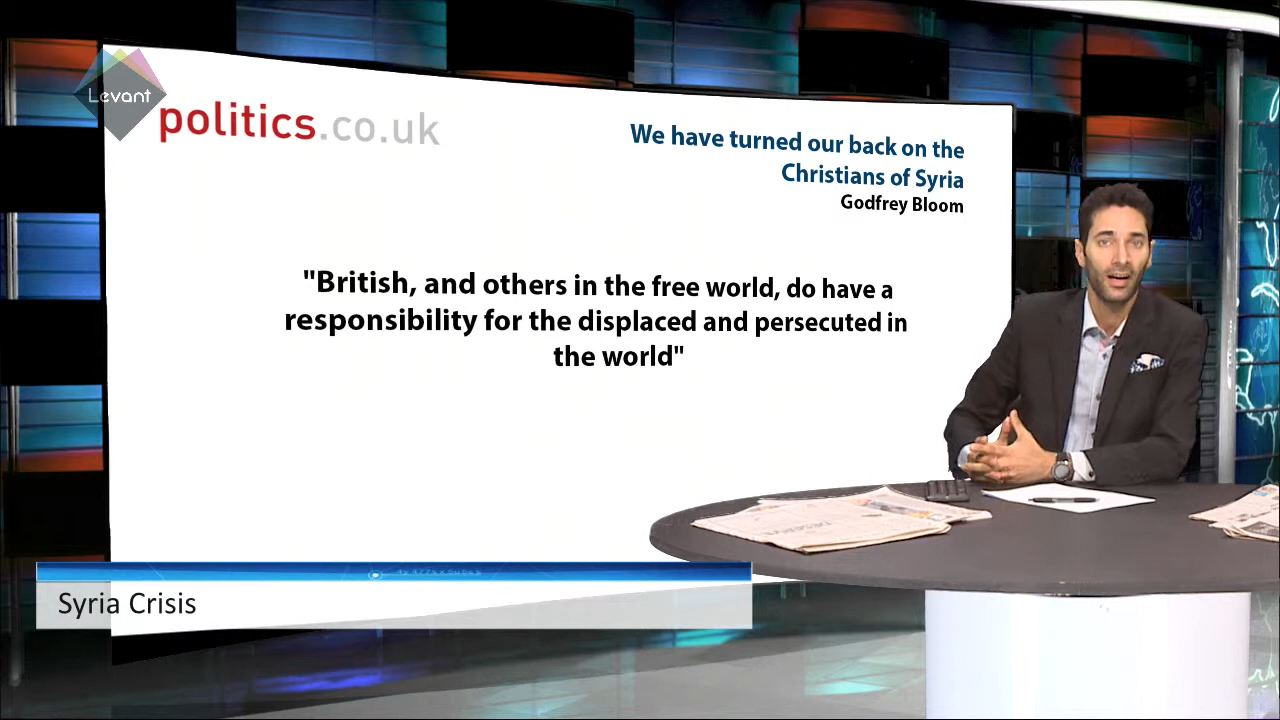 Levant
politics.co.uk
We have turned our back on the
Christians of Syria
Godfrey Bloom
"British, and others in the free world, do have a
responsibility for the displaced and persecuted in
the world"
Syria Crisis